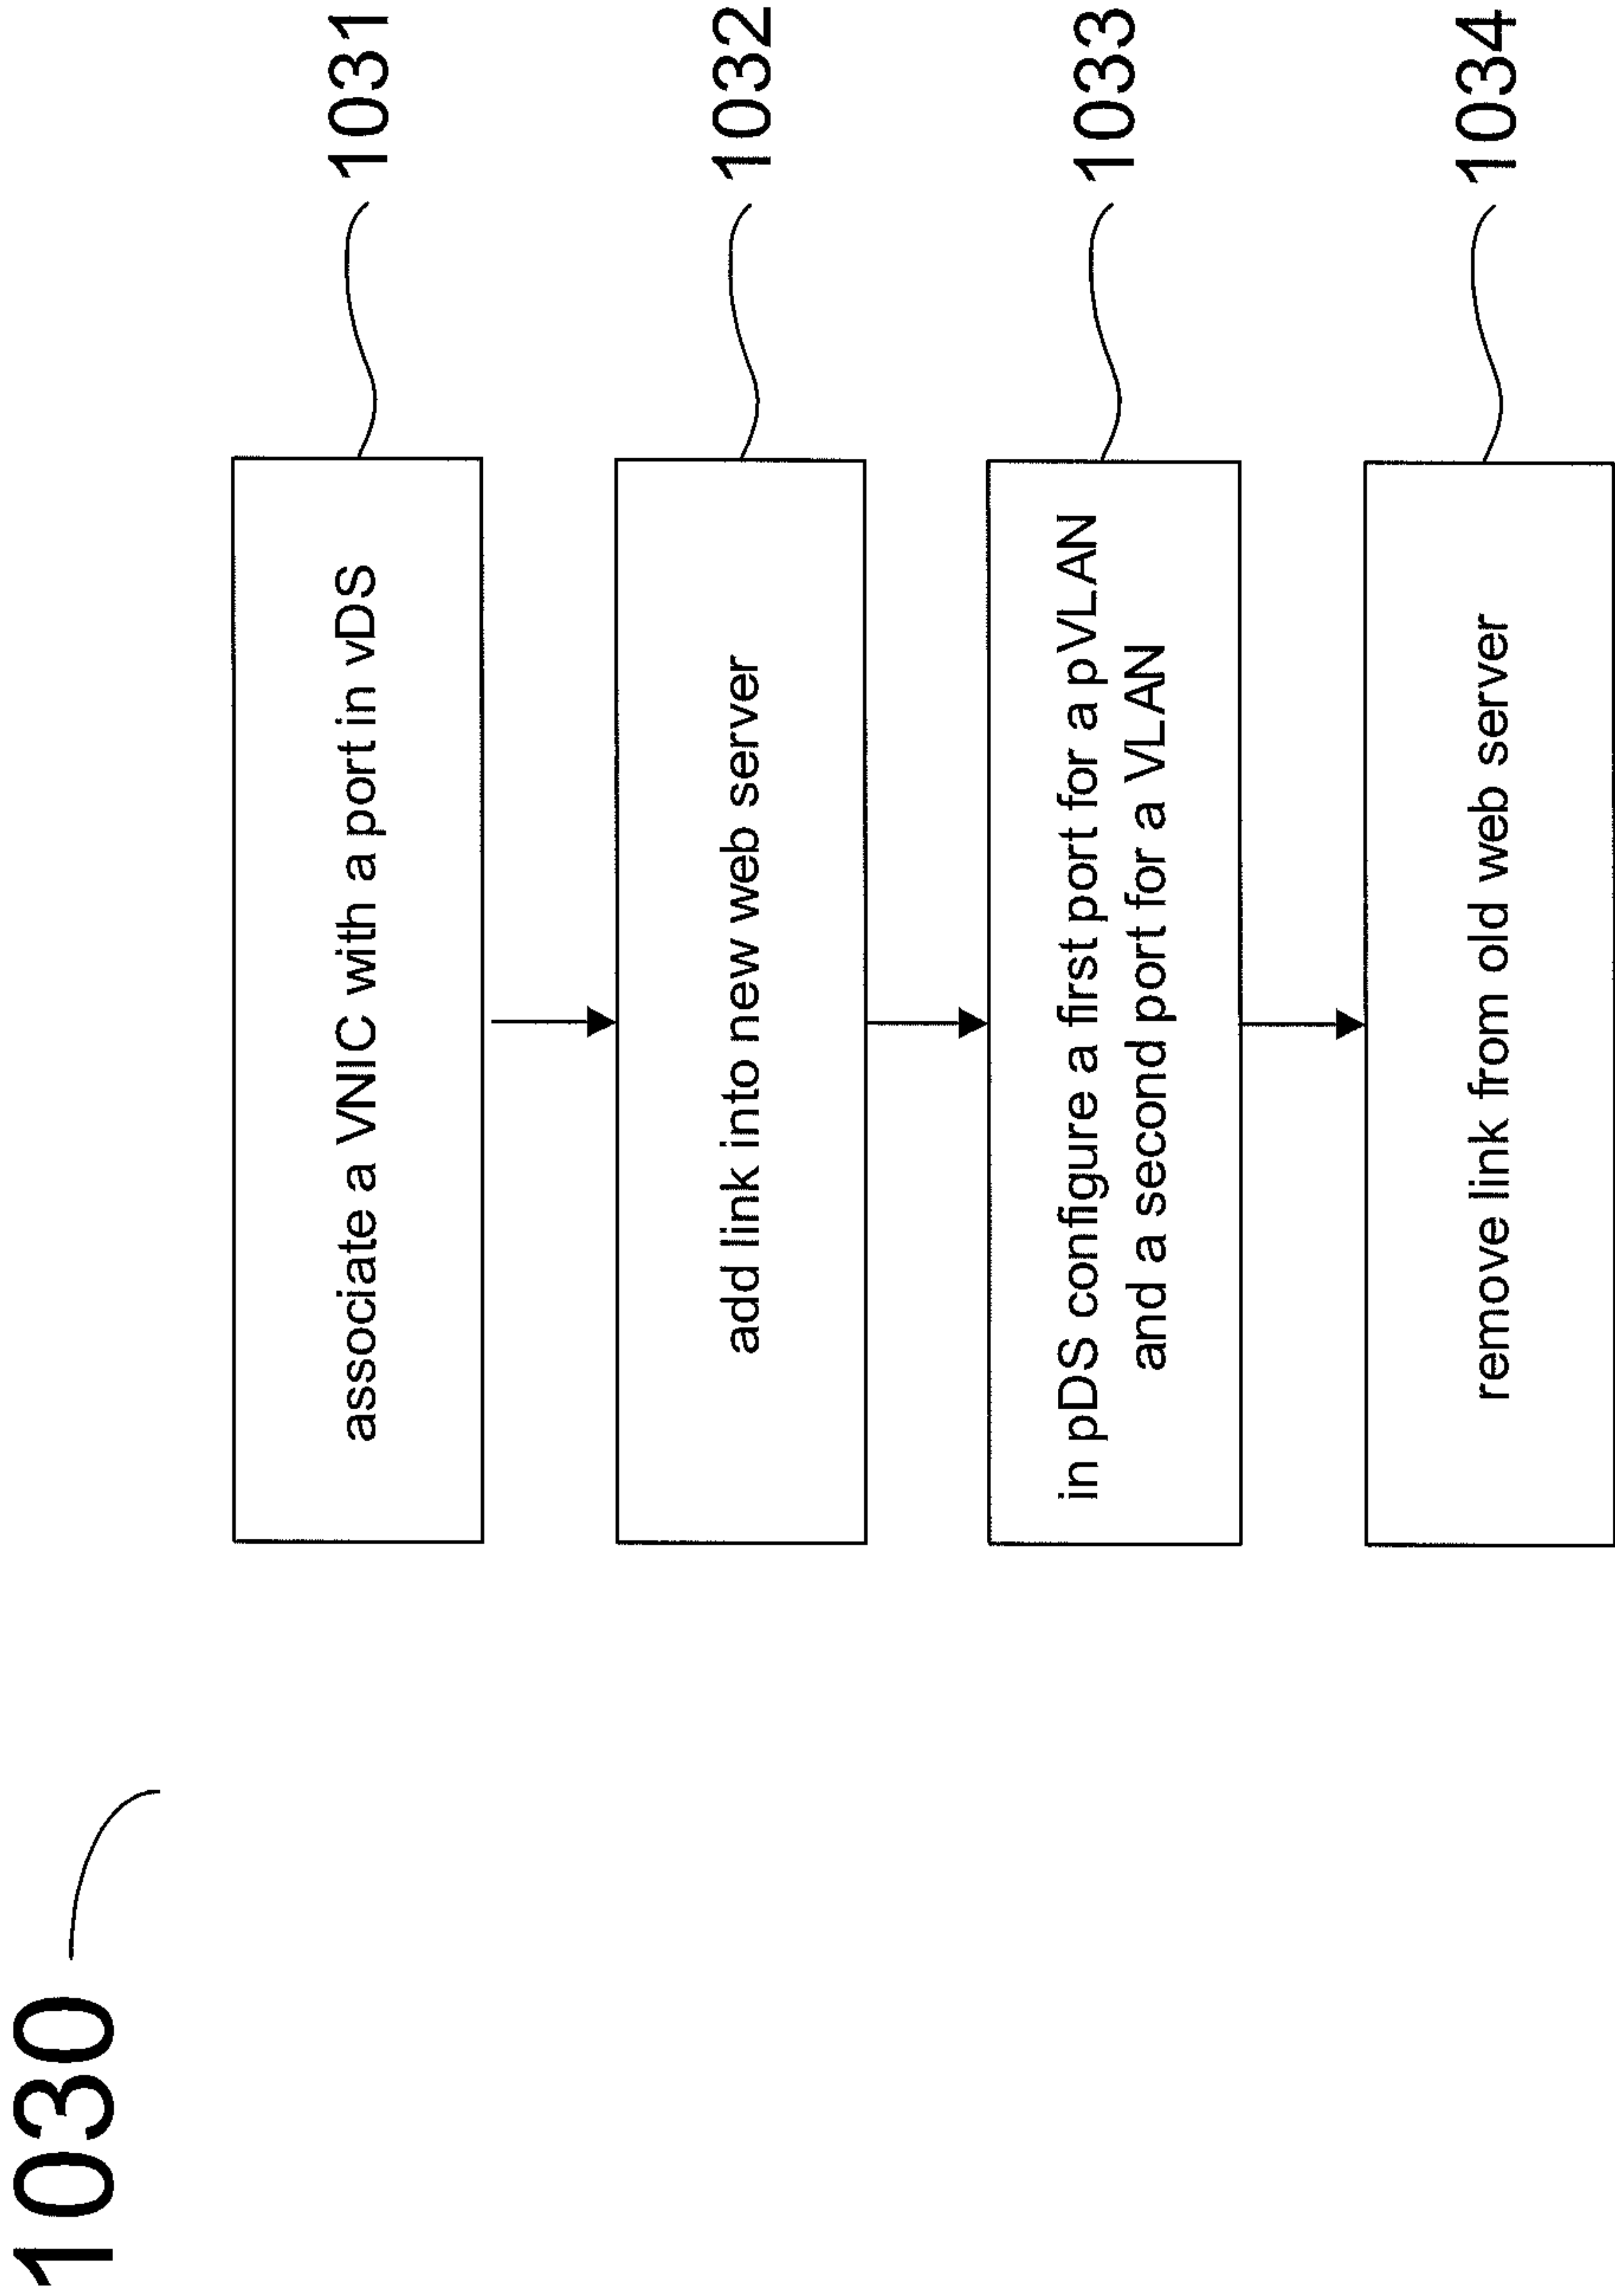 1030
associate a VNIC with a port in vDS
1031
add link into new web server
1032
in pDS configure a first port for a pVLAN
and a second port for a VLAN
1033
remove link from old web server
1034